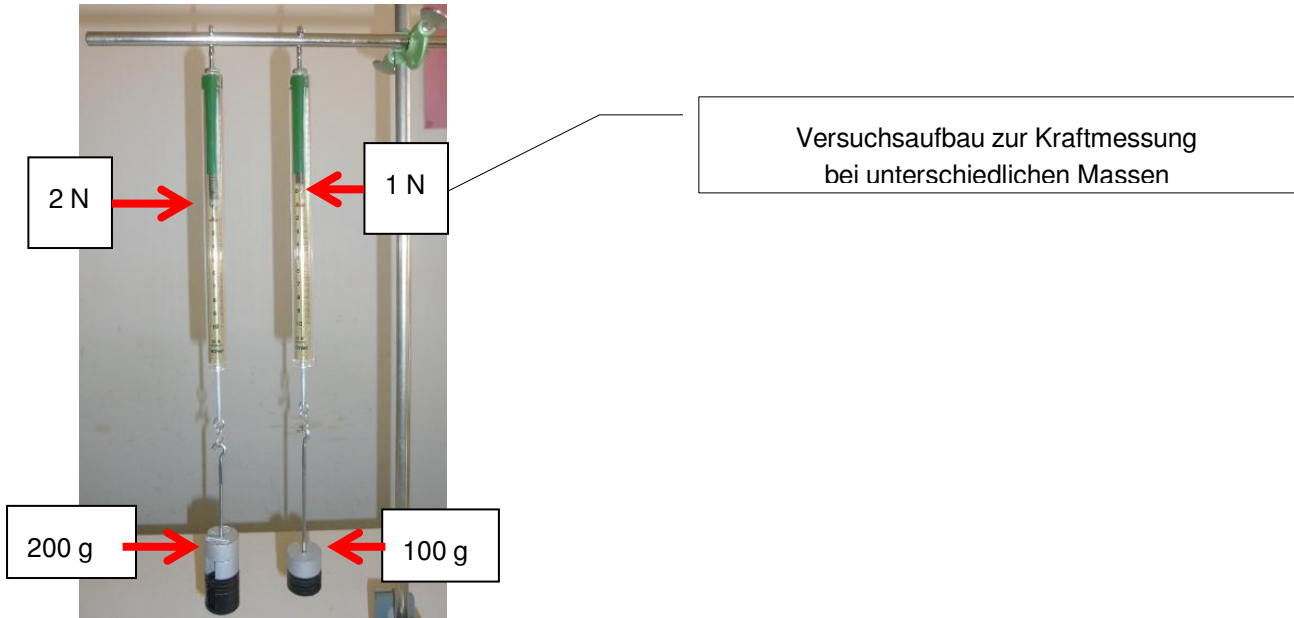 Versuchsaufbau zur Kraftmessung
bei unterschiedlichen Massen
2 N
1 N
200 g
100 g